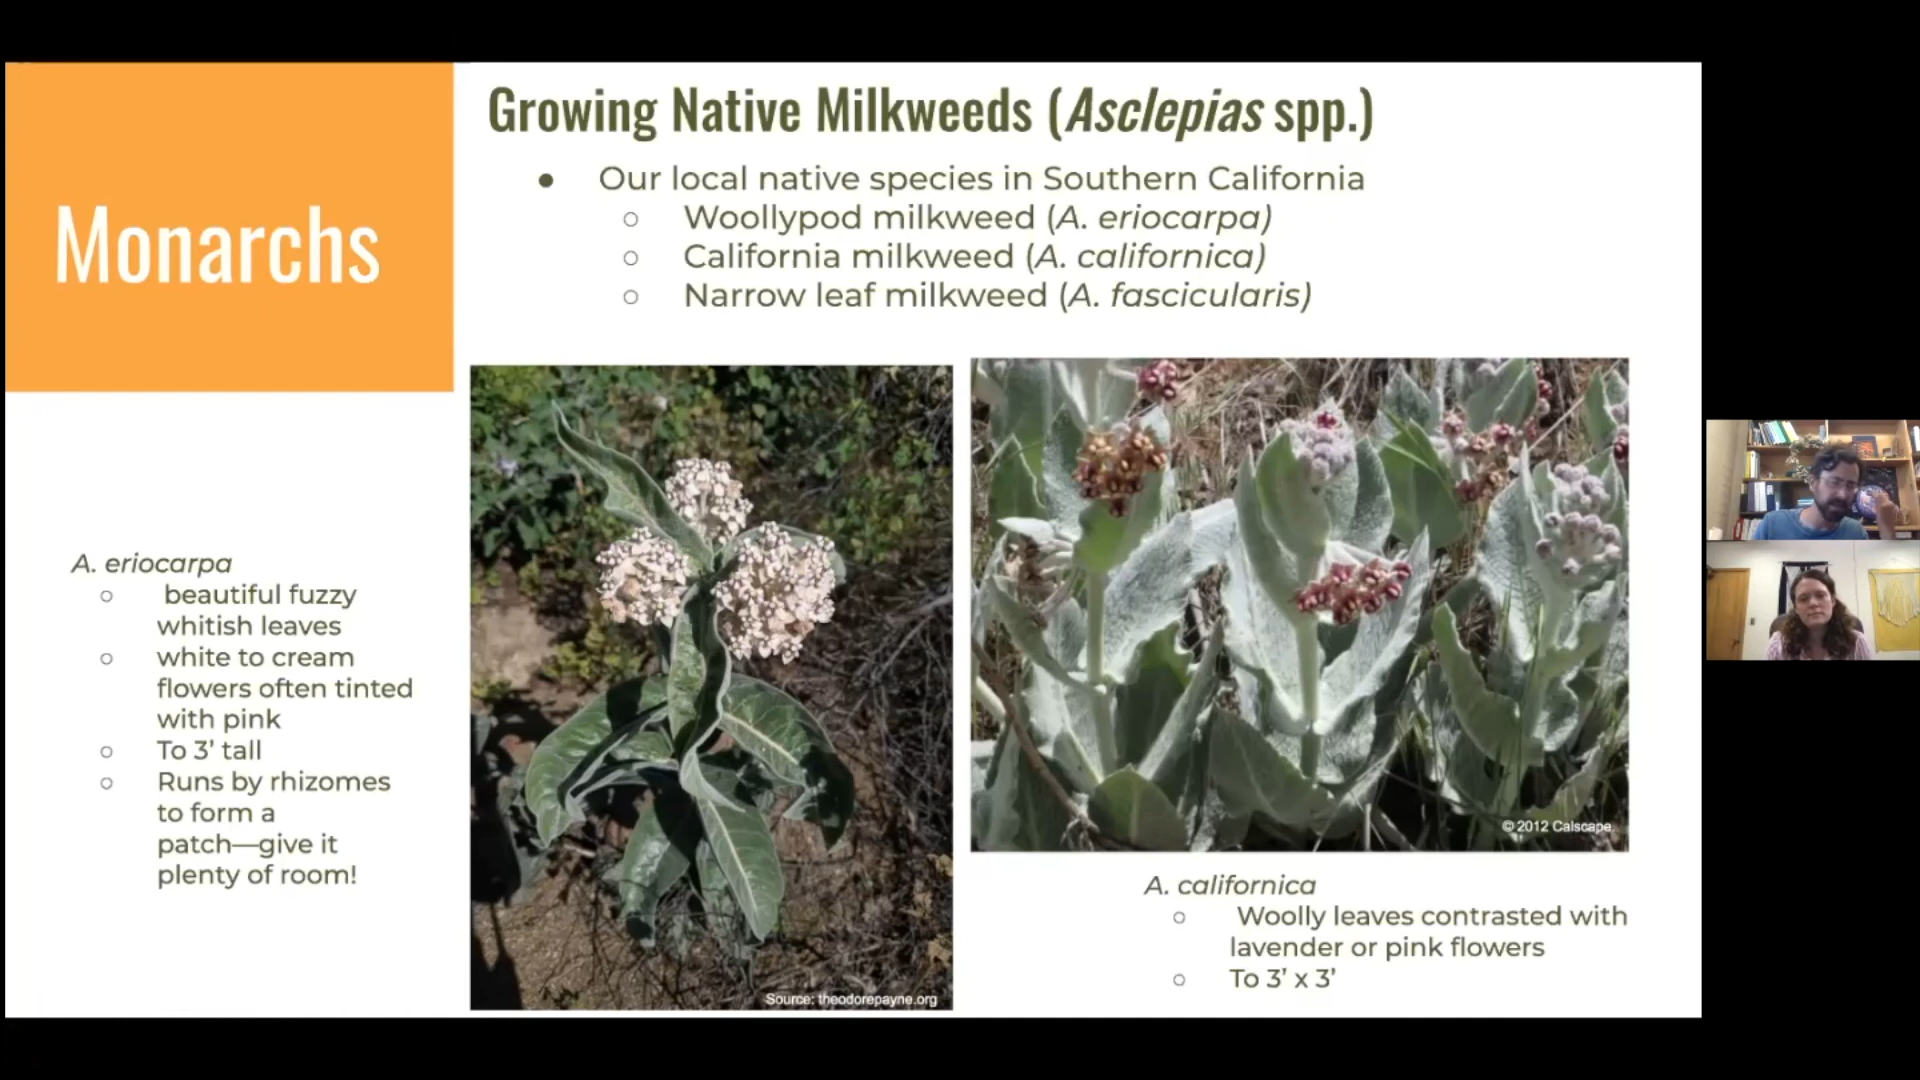 Monarchs
Growing Native Milkweeds (Asclepias spp.)
● Our local native species in Southern California
○ Woollypod milkweed (A. eriocarpa)
○ California milkweed (A. californica)
○ Narrow leaf milkweed (A. fascicularis)
A. eriocarpa
○ beautiful fuzzy
whitish leaves
○ white to cream
flowers often tinted
with pink
○ To 3’ tall
○ Runs by rhizomes
to form a
patch—give it
plenty of room!
Source: theodorepayne.org
© 2012 Calscape.
A. californica
○ Woolly leaves contrasted with
lavender or pink flowers
○ To 3’ x 3’